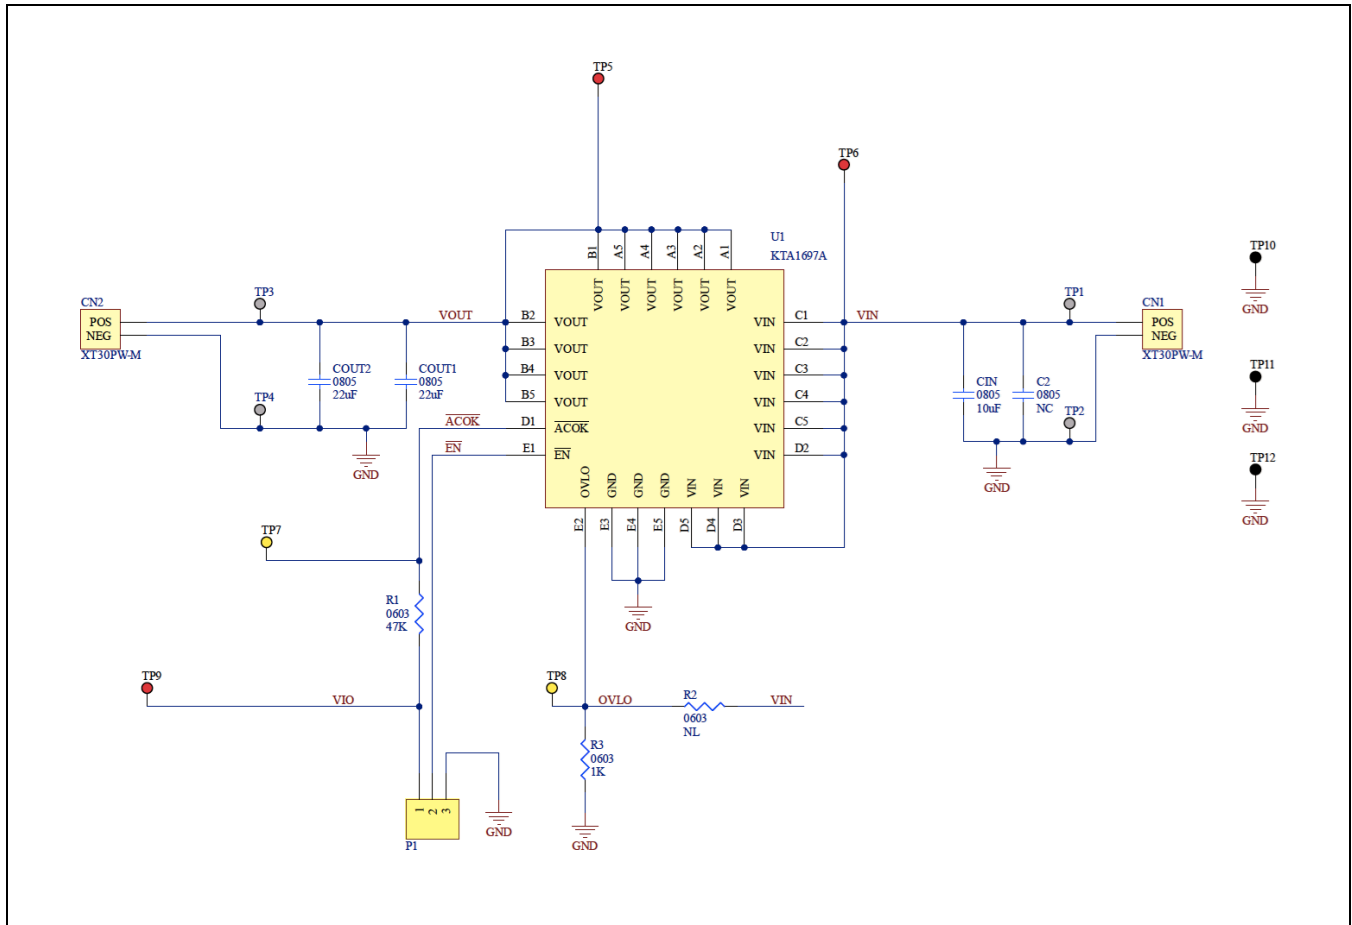 TP5
TP6
U1
KTA1697A
B1
A5
A4
A3
A2
A1
VOUT
VOUT
VOUT
VOUT
VOUT
VOUT
TP10
GND
CN2
POS
NEG
XT30PW-M
TP3
VOUT
B2
VOUT
B3
VOUT
B4
VOUT
B5
VOUT
ACOK
D1
ACOK
EN
E1
EN
VIN
C1
VIN
VIN
C2
VIN
C3
VIN
C4
VIN
C5
VIN
D2
TP1
CN1
POS
NEG
XT30PW-M
COUT2
0805
22uF
COUT1
0805
22uF
TP4
GND
CIN
0805
10uF
C2
0805
NC
TP2
GND
TP11
GND
TP12
GND
OVLO
GND
GND
GND
VIN
VIN
VIN
E2
E3
E4
E5
D5
D4
D3
GND
TP7
R1
0603
47K
TP9
VIO
TP8
OVLO
R2
0603
NL
VIN
R3
0603
1K
GND
1
2
3
P1
GND